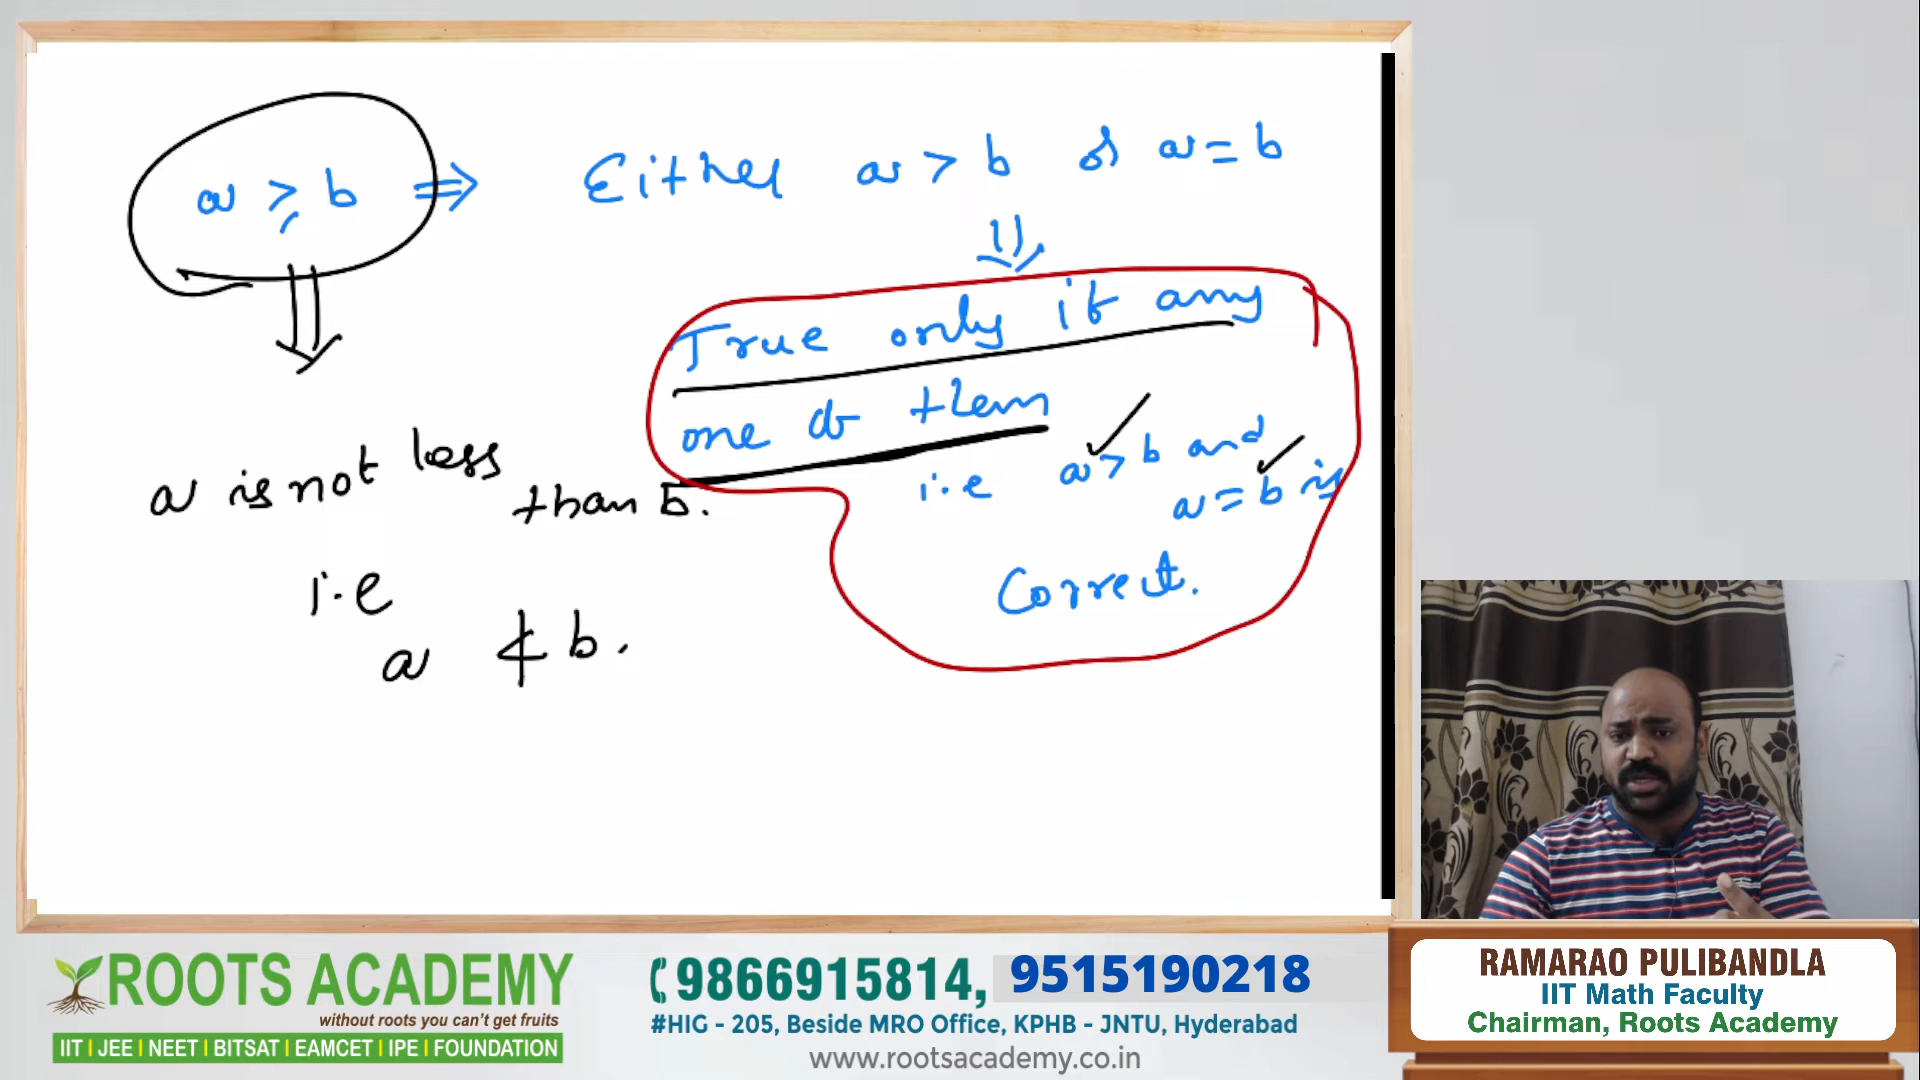 a ≥ b ⇒ Either a > b or a = b
⇓
True only if any
one of them
i.e a > b and
a = b is
Correct.
⇓
a is not less
than b.
i.e
a ≮ b.
ROOTS ACADEMY
without roots you can't get fruits
IIT | JEE | NEET | BITSAT | EAMCET | IPE | FOUNDATION
9866915814, 9515190218
#HIG - 205, Beside MRO Office, KPHB - JNTU, Hyderabad
www.rootsacademy.co.in
RAMARAO PULIBANDLA
IIT Math Faculty
Chairman, Roots Academy